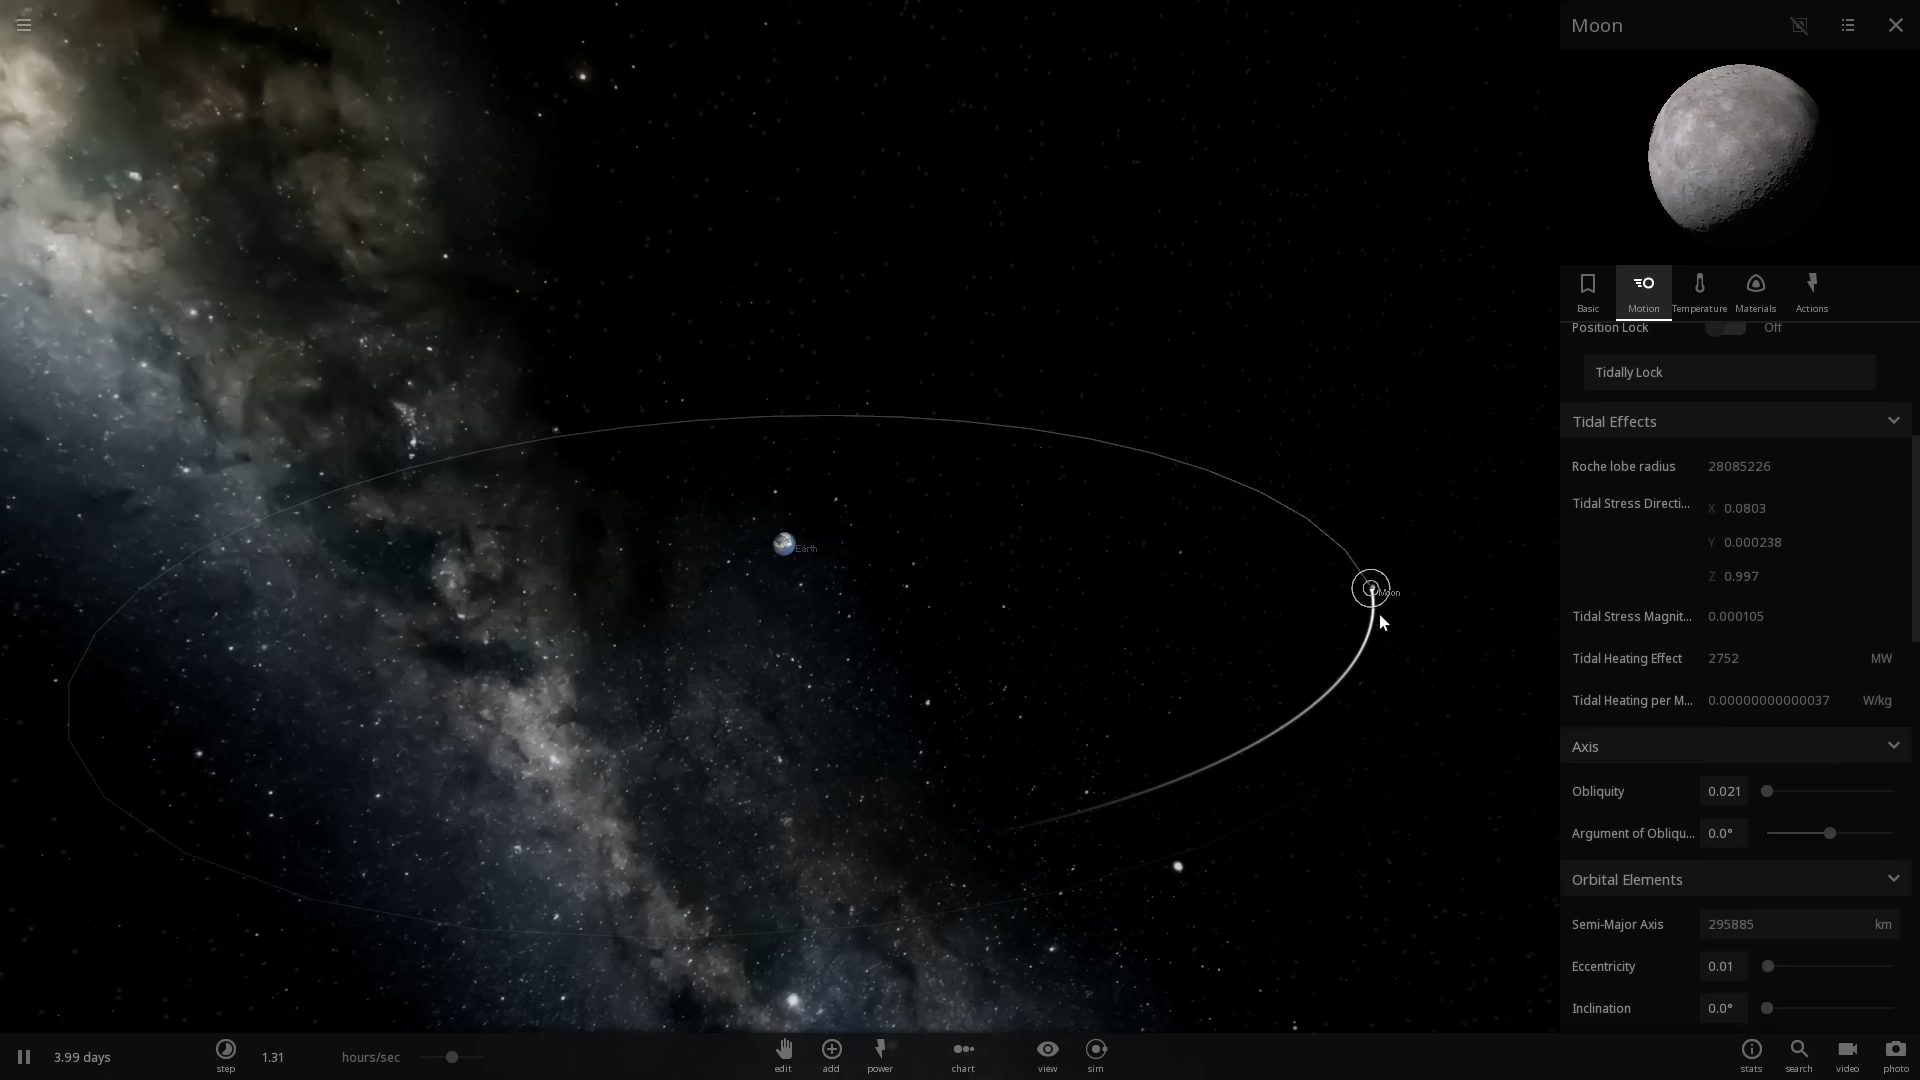 Moon
Basic
Motion
Temperature
Materials
Actions
Position Lock Off
Tidally Lock
Tidal Effects
Roche lobe radius 28085226
Tidal Stress Directi... X 0.0803
Y 0.000238
Z 0.997
Tidal Stress Magnit... 0.000105
Tidal Heating Effect 2752 MW
Tidal Heating per M... 0.00000000000037 W/kg
Axis
Obliquity 0.021
Argument of Obliqu... 0.0°
Orbital Elements
Semi-Major Axis 295885 km
Eccentricity 0.01
Inclination 0.0°
Earth
Moon
3.99 days
step
1.31 hours/sec
edit
add
power
chart
view
sim
stats
search
video
photo